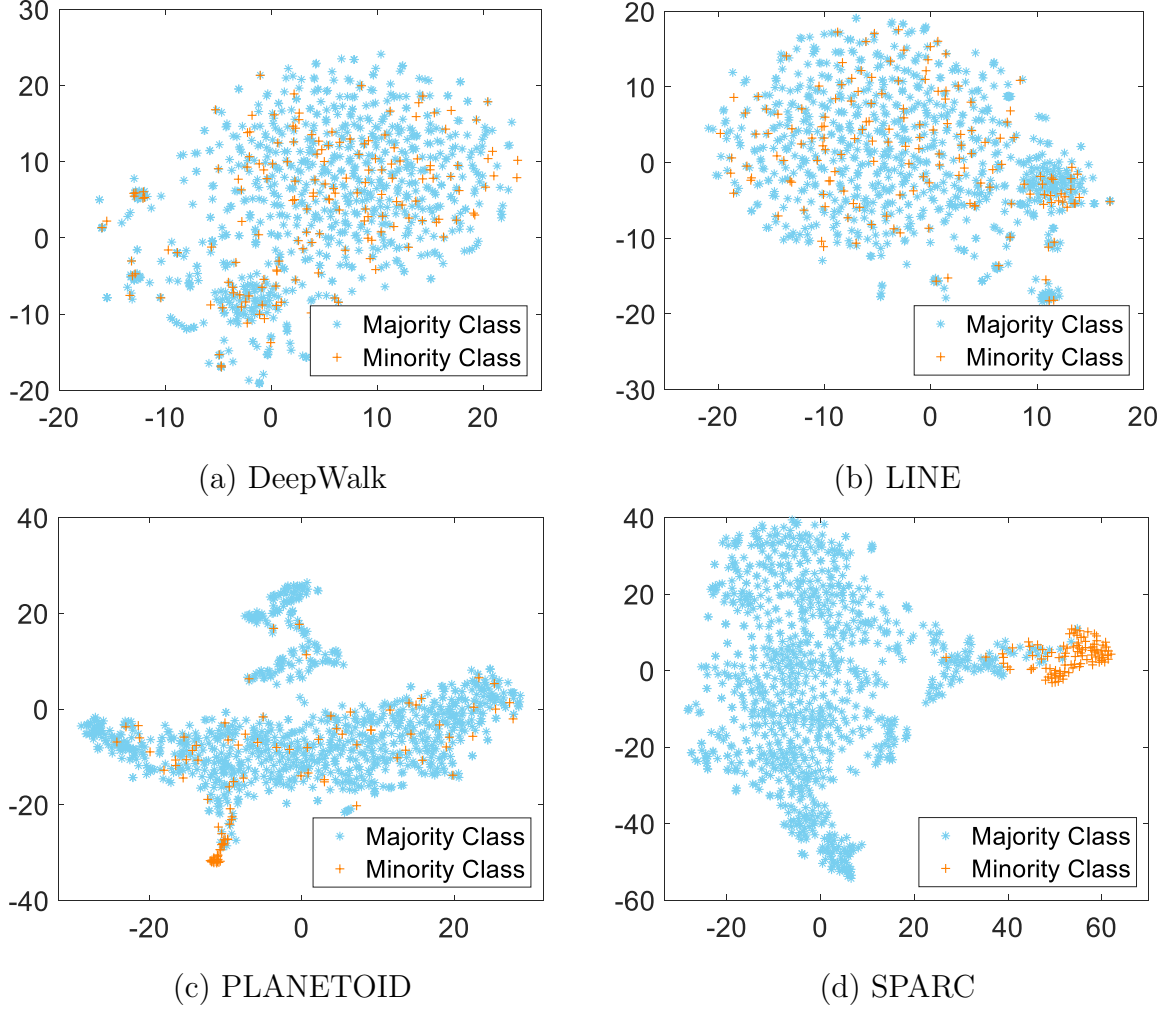 30
20
10
0
-10
-20
-20 -10 0 10 20
Majority Class
Minority Class
(a) DeepWalk
20
10
0
-10
-20
-30
-20 -10 0 10 20
Majority Class
Minority Class
(b) LINE
40
20
0
-20
-40
-20 0 20
Majority Class
Minority Class
(c) PLANETOID
40
20
0
-20
-40
-60
-20 0 20 40 60
Majority Class
Minority Class
(d) SPARC